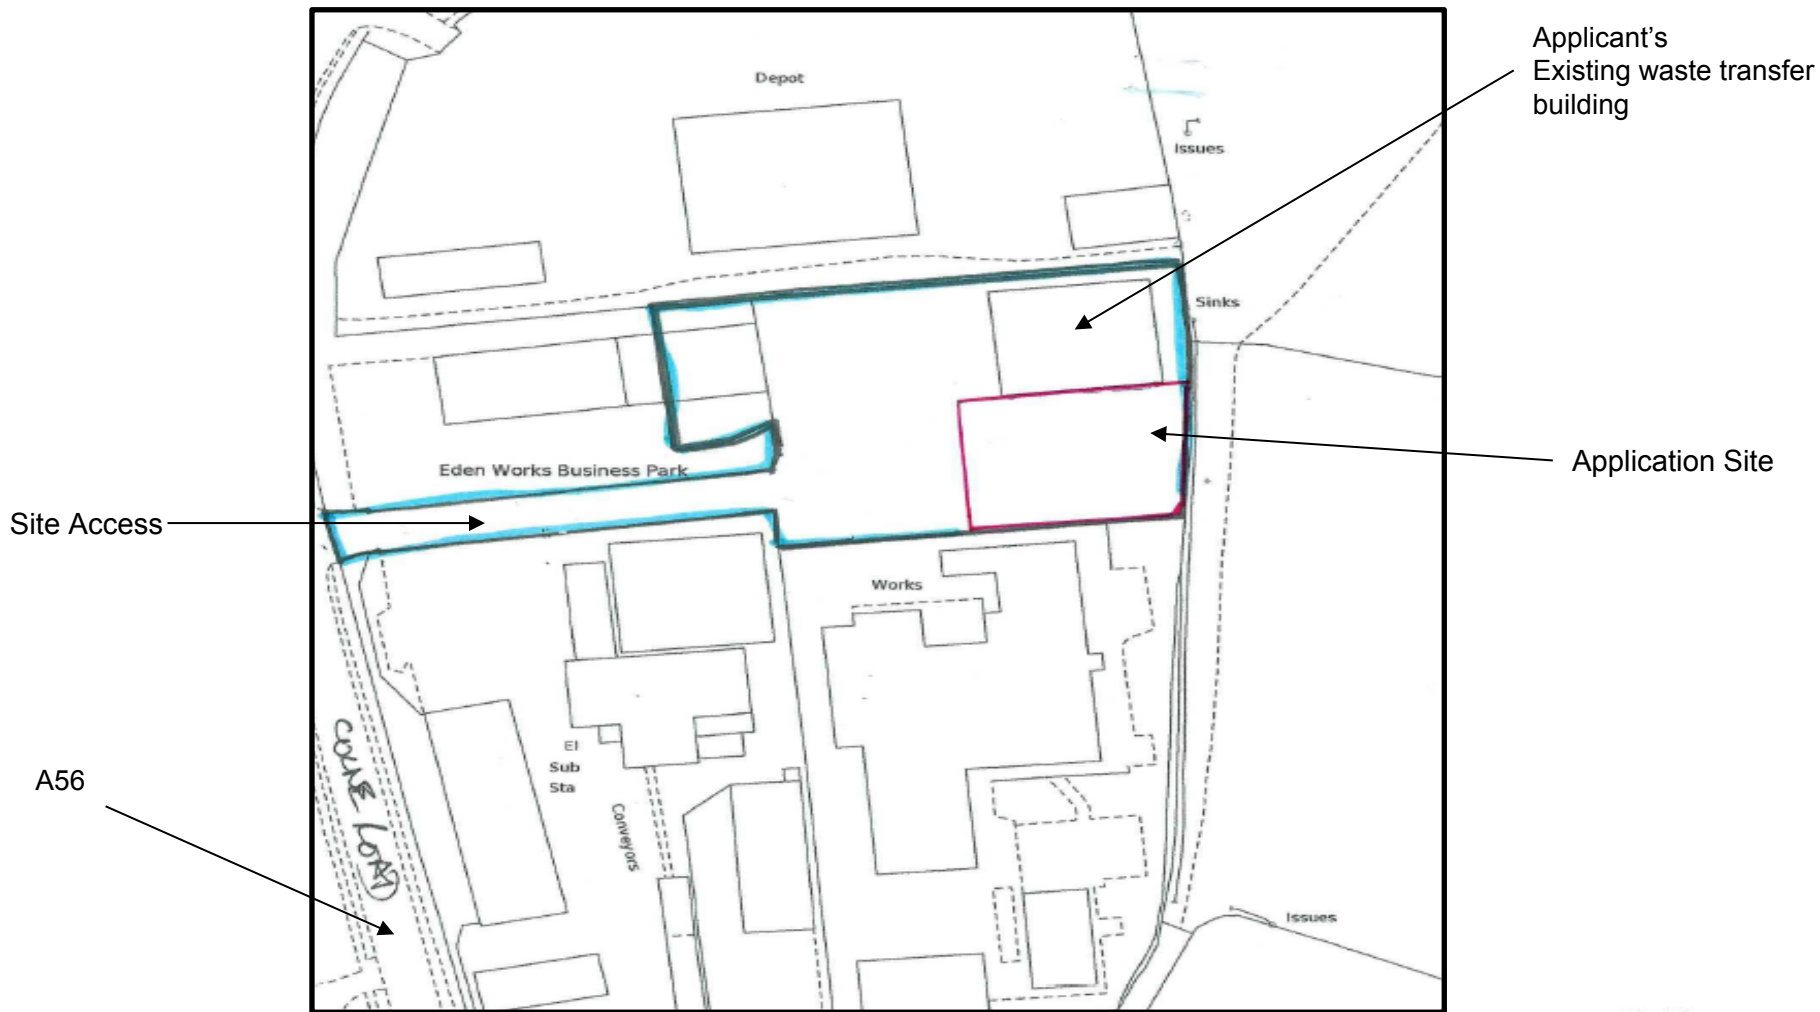 Applicant's
Existing waste transfer
building
Depot
Issues
Sinks
Application Site
Eden Works Business Park
Site Access
Works
El
Sub
Sta
Conveyors
COLNE ROAD
A56
Issues